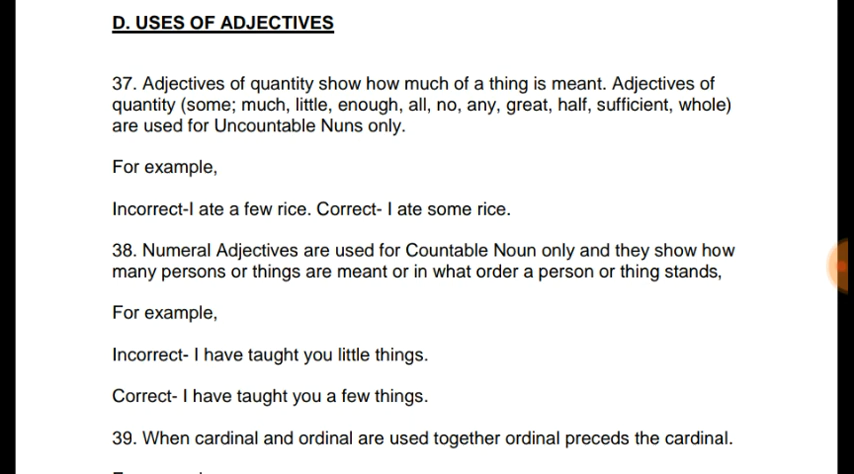 D. USES OF ADJECTIVES
37. Adjectives of quantity show how much of a thing is meant. Adjectives of
quantity (some; much, little, enough, all, no, any, great, half, sufficient, whole)
are used for Uncountable Nuns only.
For example,
Incorrect-I ate a few rice. Correct- I ate some rice.
38. Numeral Adjectives are used for Countable Noun only and they show how
many persons or things are meant or in what order a person or thing stands,
For example,
Incorrect- I have taught you little things.
Correct- I have taught you a few things.
39. When cardinal and ordinal are used together ordinal preceds the cardinal.